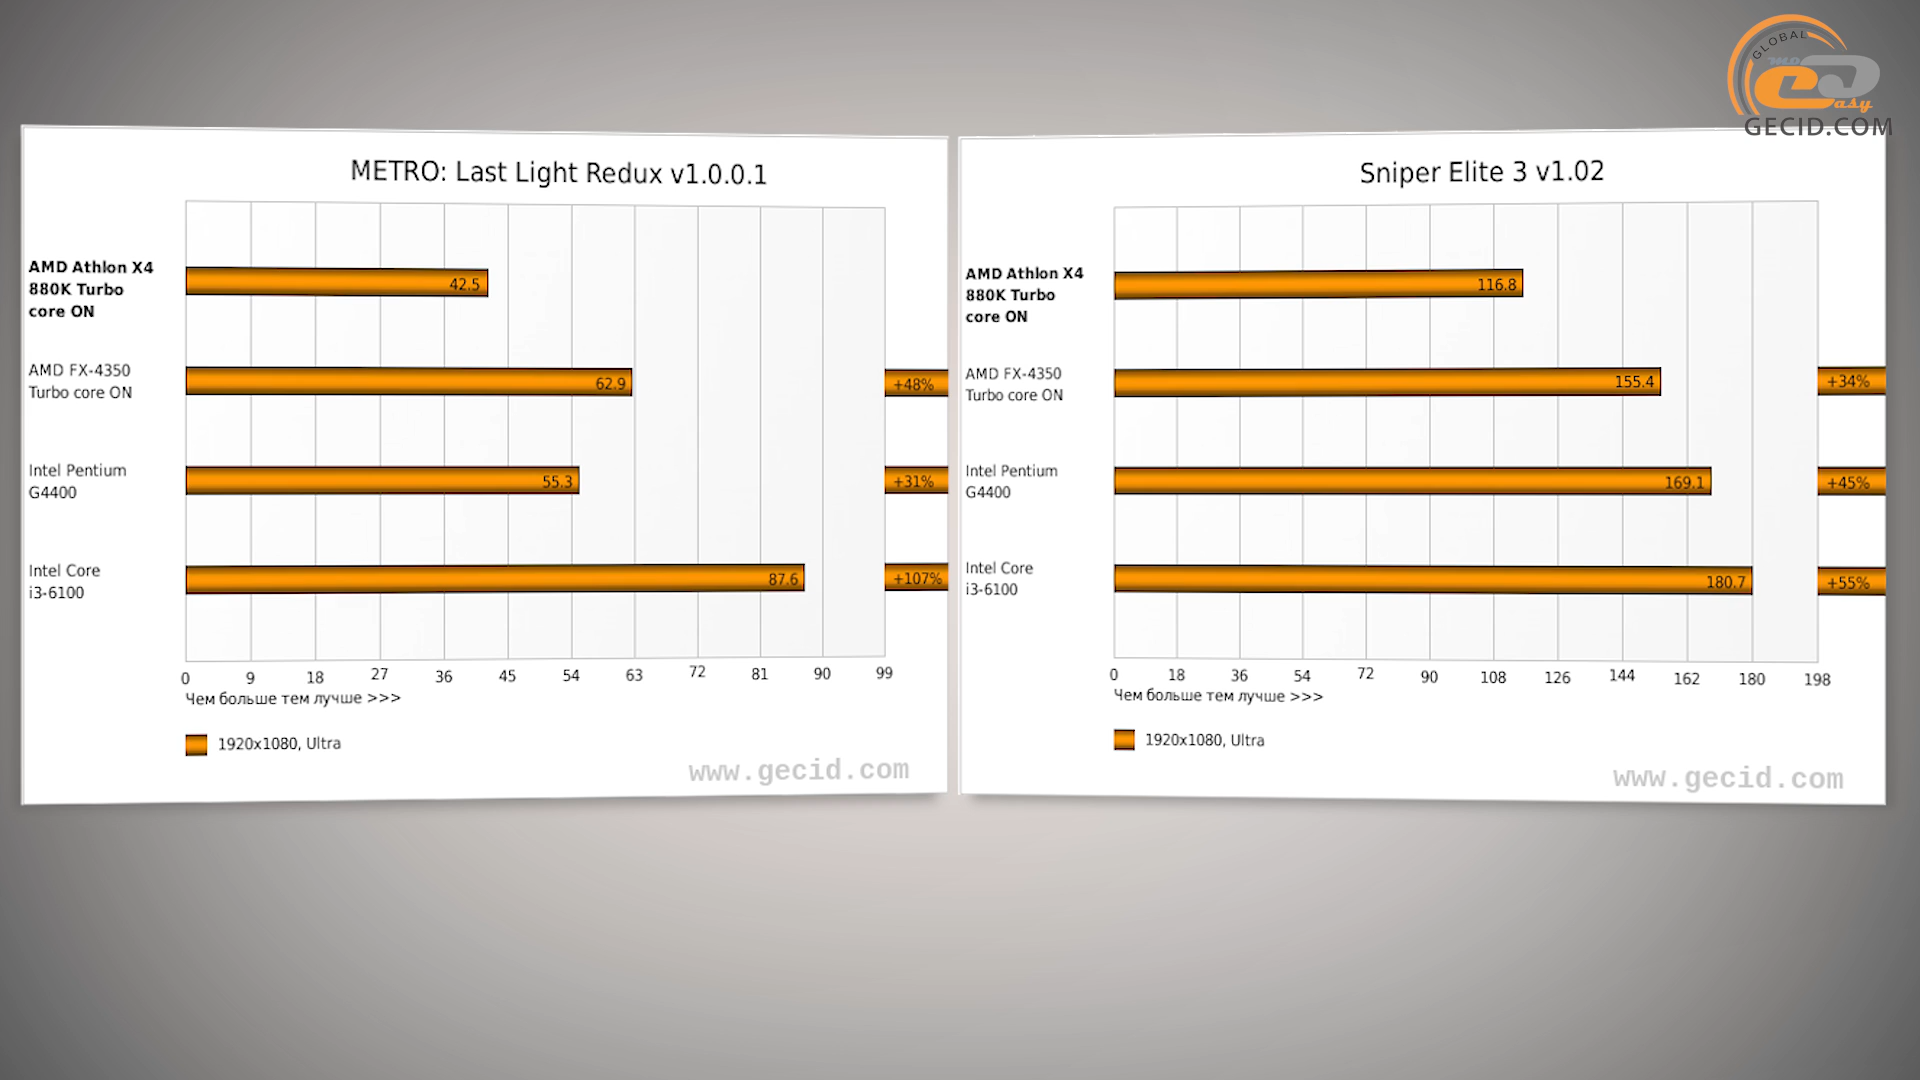 GLOBAL
asy
GECID.COM
METRO: Last Light Redux v1.0.0.1
AMD Athlon X4
880K Turbo
core ON
42.5
AMD FX-4350
Turbo core ON
62.9
+48%
Intel Pentium
G4400
55.3
+31%
Intel Core
i3-6100
87.6
+107%
0 9 18 27 36 45 54 63 72 81 90 99
Чем больше тем лучше >>>
1920x1080, Ultra
www.gecid.com
Sniper Elite 3 v1.02
AMD Athlon X4
880K Turbo
core ON
116.8
AMD FX-4350
Turbo core ON
155.4
+34%
Intel Pentium
G4400
169.1
+45%
Intel Core
i3-6100
180.7
+55%
0 18 36 54 72 90 108 126 144 162 180 198
Чем больше тем лучше >>>
1920x1080, Ultra
www.gecid.com